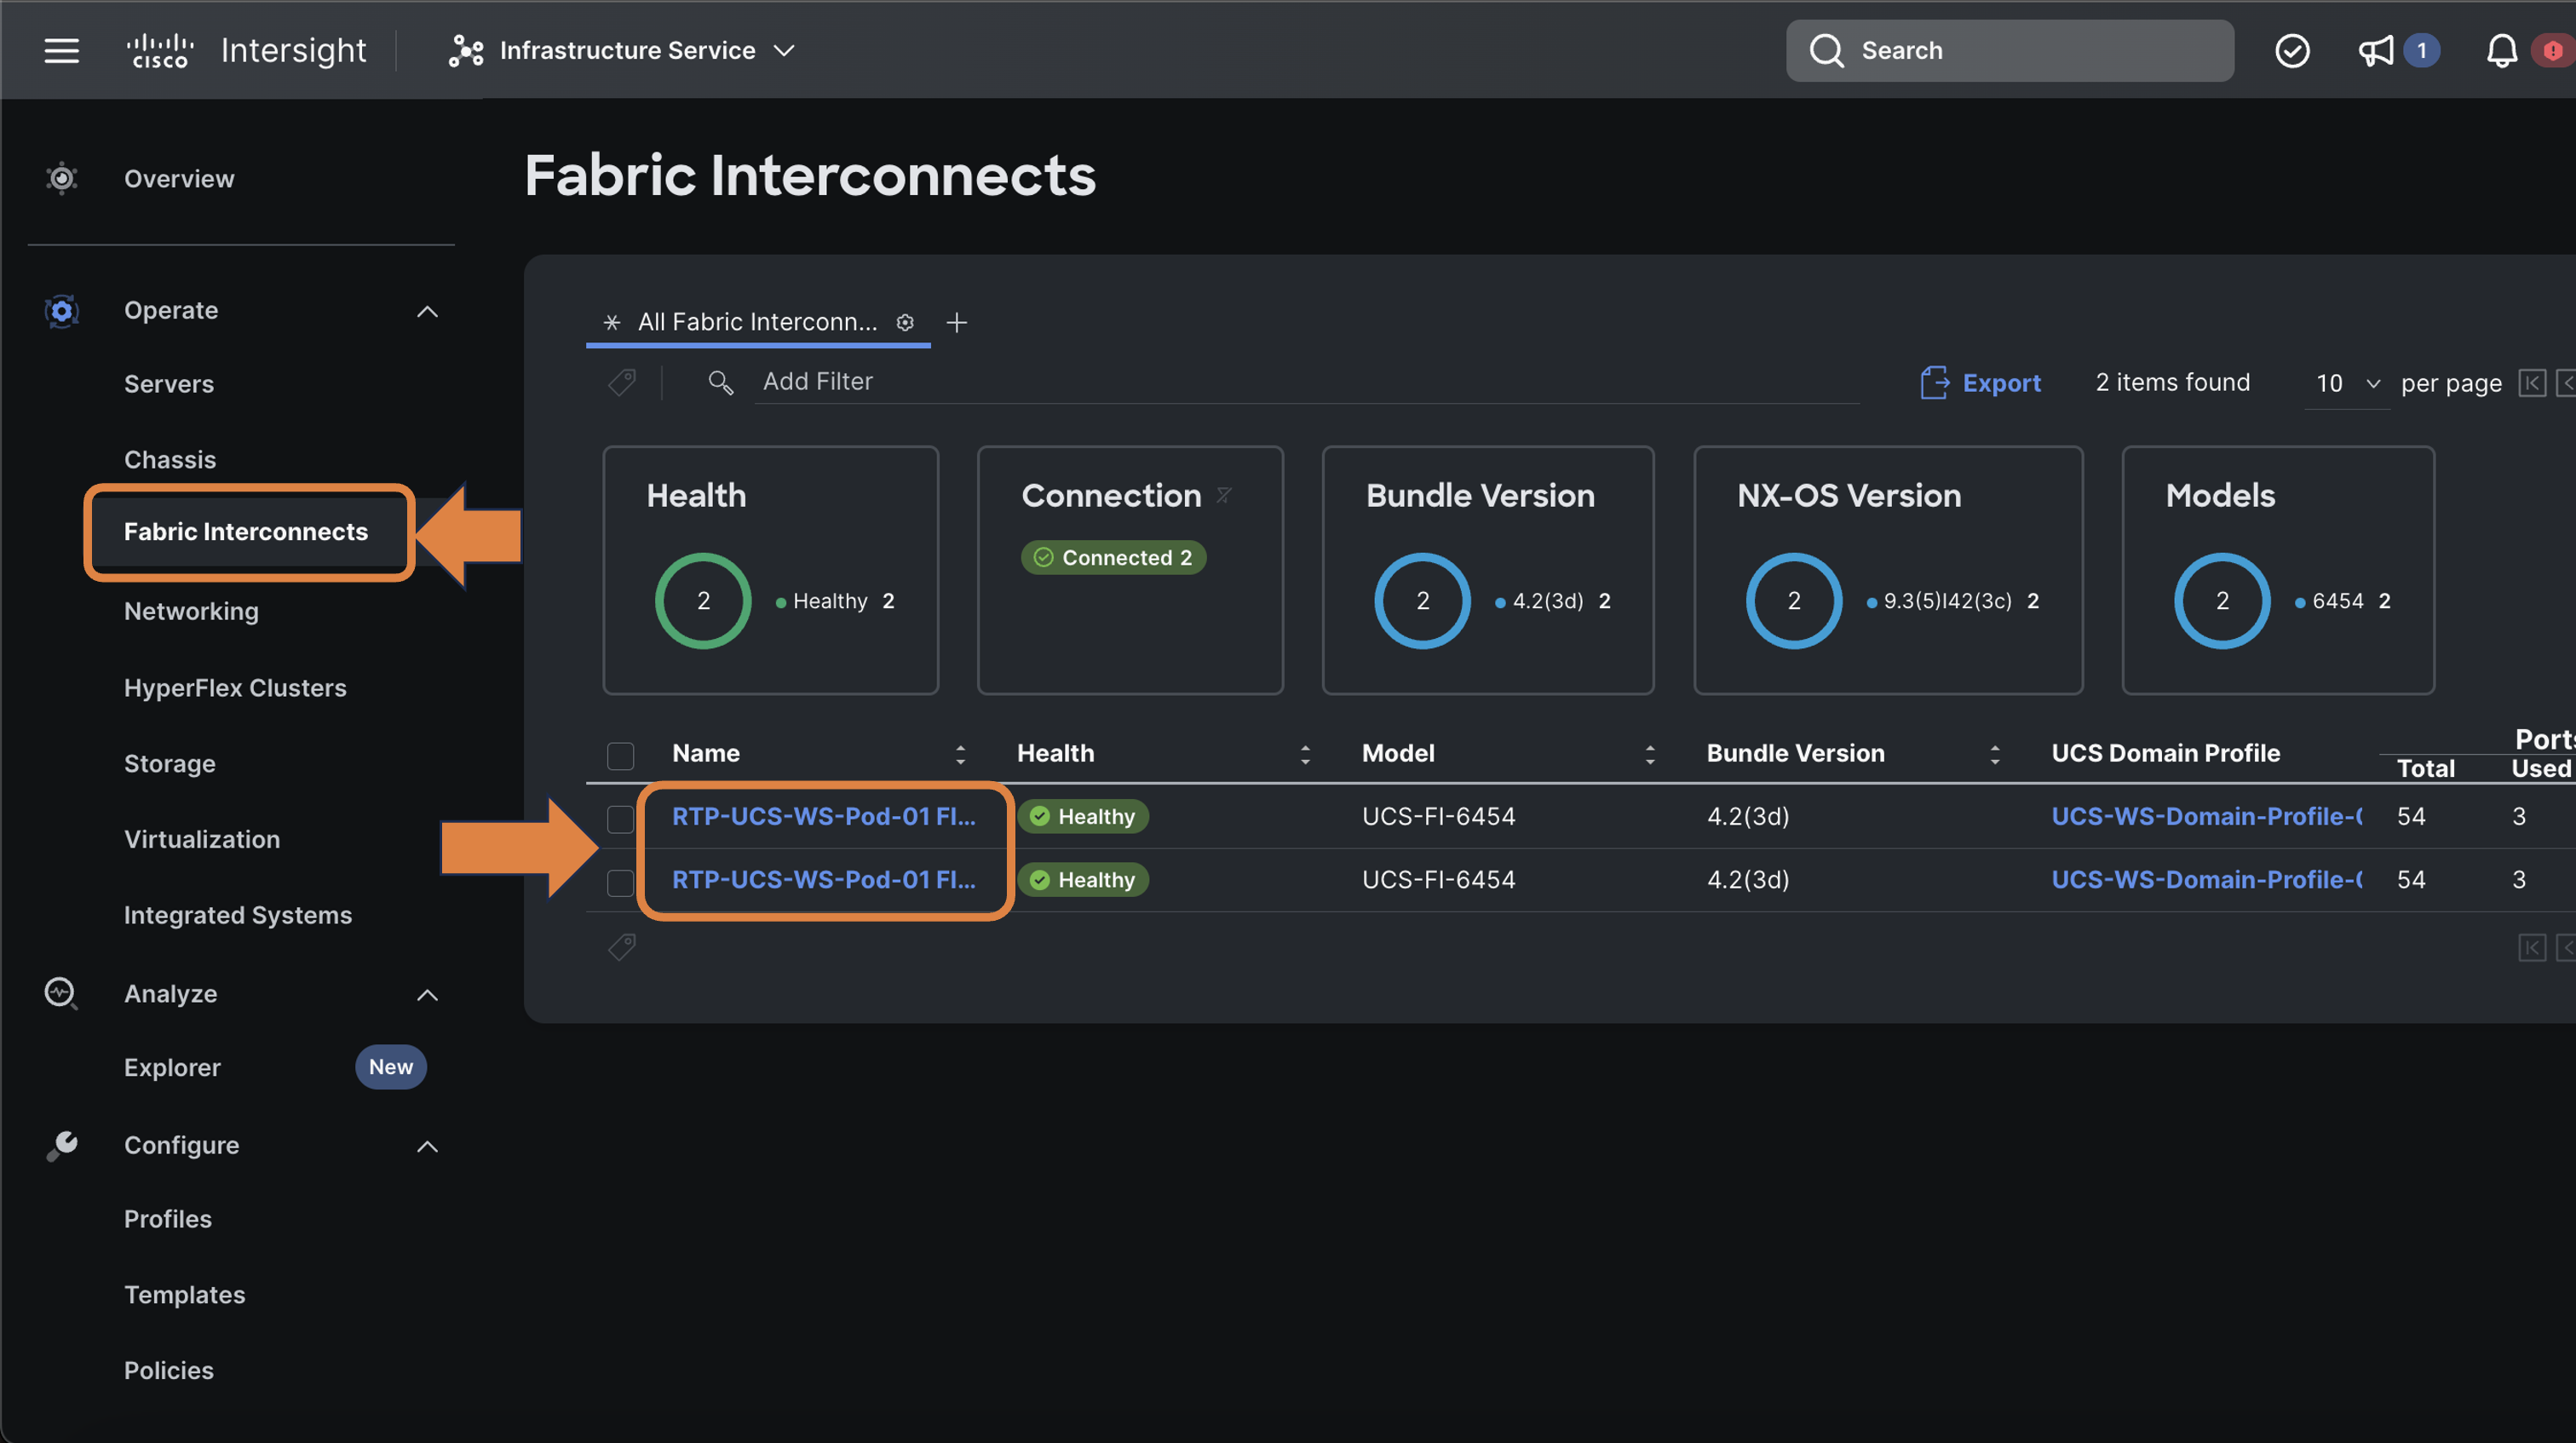 CISCO Intersight
Infrastructure Service
Search
1
Overview
Operate
Servers
Chassis
Fabric Interconnects
Networking
HyperFlex Clusters
Storage
Virtualization
Integrated Systems
Analyze
Explorer New
Configure
Profiles
Templates
Policies
Fabric Interconnects
All Fabric Interconn...
Add Filter
Export 2 items found 10 per page
Health
2 Healthy 2
Connection
Connected 2
Bundle Version
2 4.2(3d) 2
NX-OS Version
2 9.3(5)I42(3c) 2
Models
2 6454 2
Name Health Model Bundle Version UCS Domain Profile Ports
Total Used
RTP-UCS-WS-Pod-01 FI... Healthy UCS-FI-6454 4.2(3d) UCS-WS-Domain-Profile- 54 3
RTP-UCS-WS-Pod-01 FI... Healthy UCS-FI-6454 4.2(3d) UCS-WS-Domain-Profile- 54 3